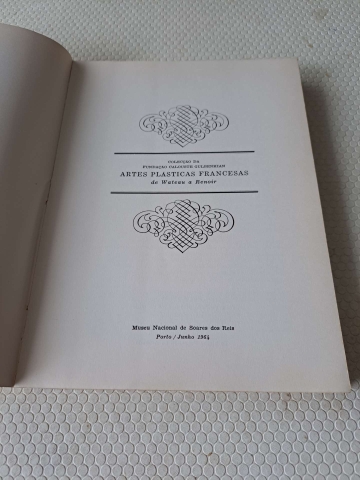 COLECÇÃO DA
FUNDAÇÃO CALOUSTE GULBENKIAN
ARTES PLASTICAS FRANCESAS
de Watteau a Renoir
Museu Nacional de Soares dos Reis
Porto / Junho 1964